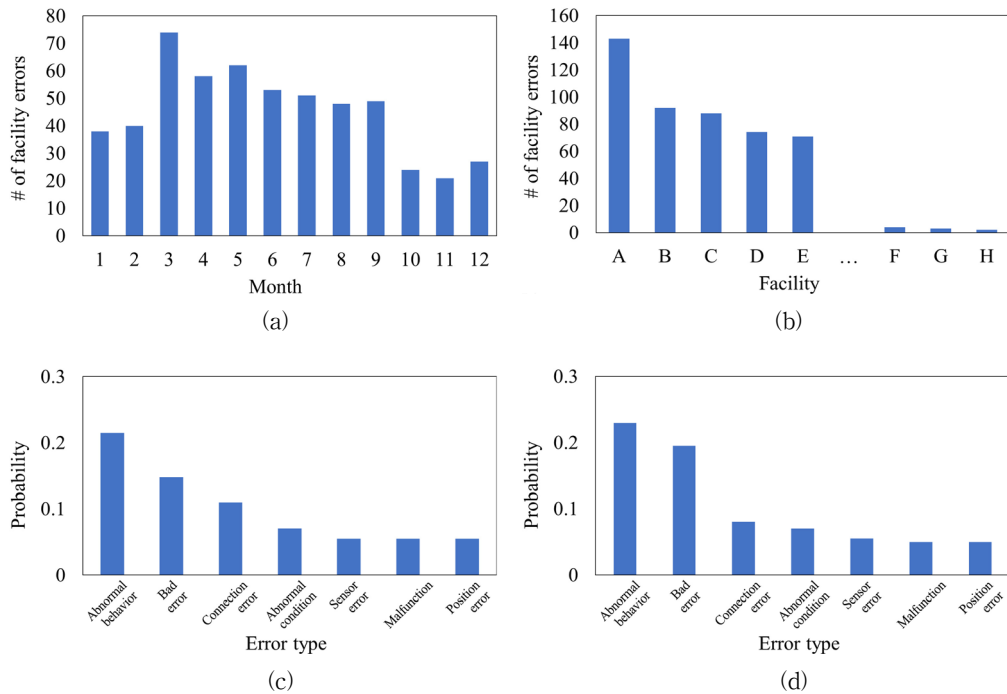 80
70
60
50
40
30
20
10
0
# of facility errors
1 2 3 4 5 6 7 8 9 10 11 12
Month
(a)
160
140
120
100
80
60
40
20
0
# of facility errors
A B C D E … F G H
Facility
(b)
0.3
0.2
0.1
0
Probability
Abnormal
behavior
Bad
error
Connection
error
Abnormal
condition
Sensor
error
Malfunction
Position
error
Error type
(c)
0.3
0.2
0.1
0
Probability
Abnormal
behavior
Bad
error
Connection
error
Abnormal
condition
Sensor
error
Malfunction
Position
error
Error type
(d)